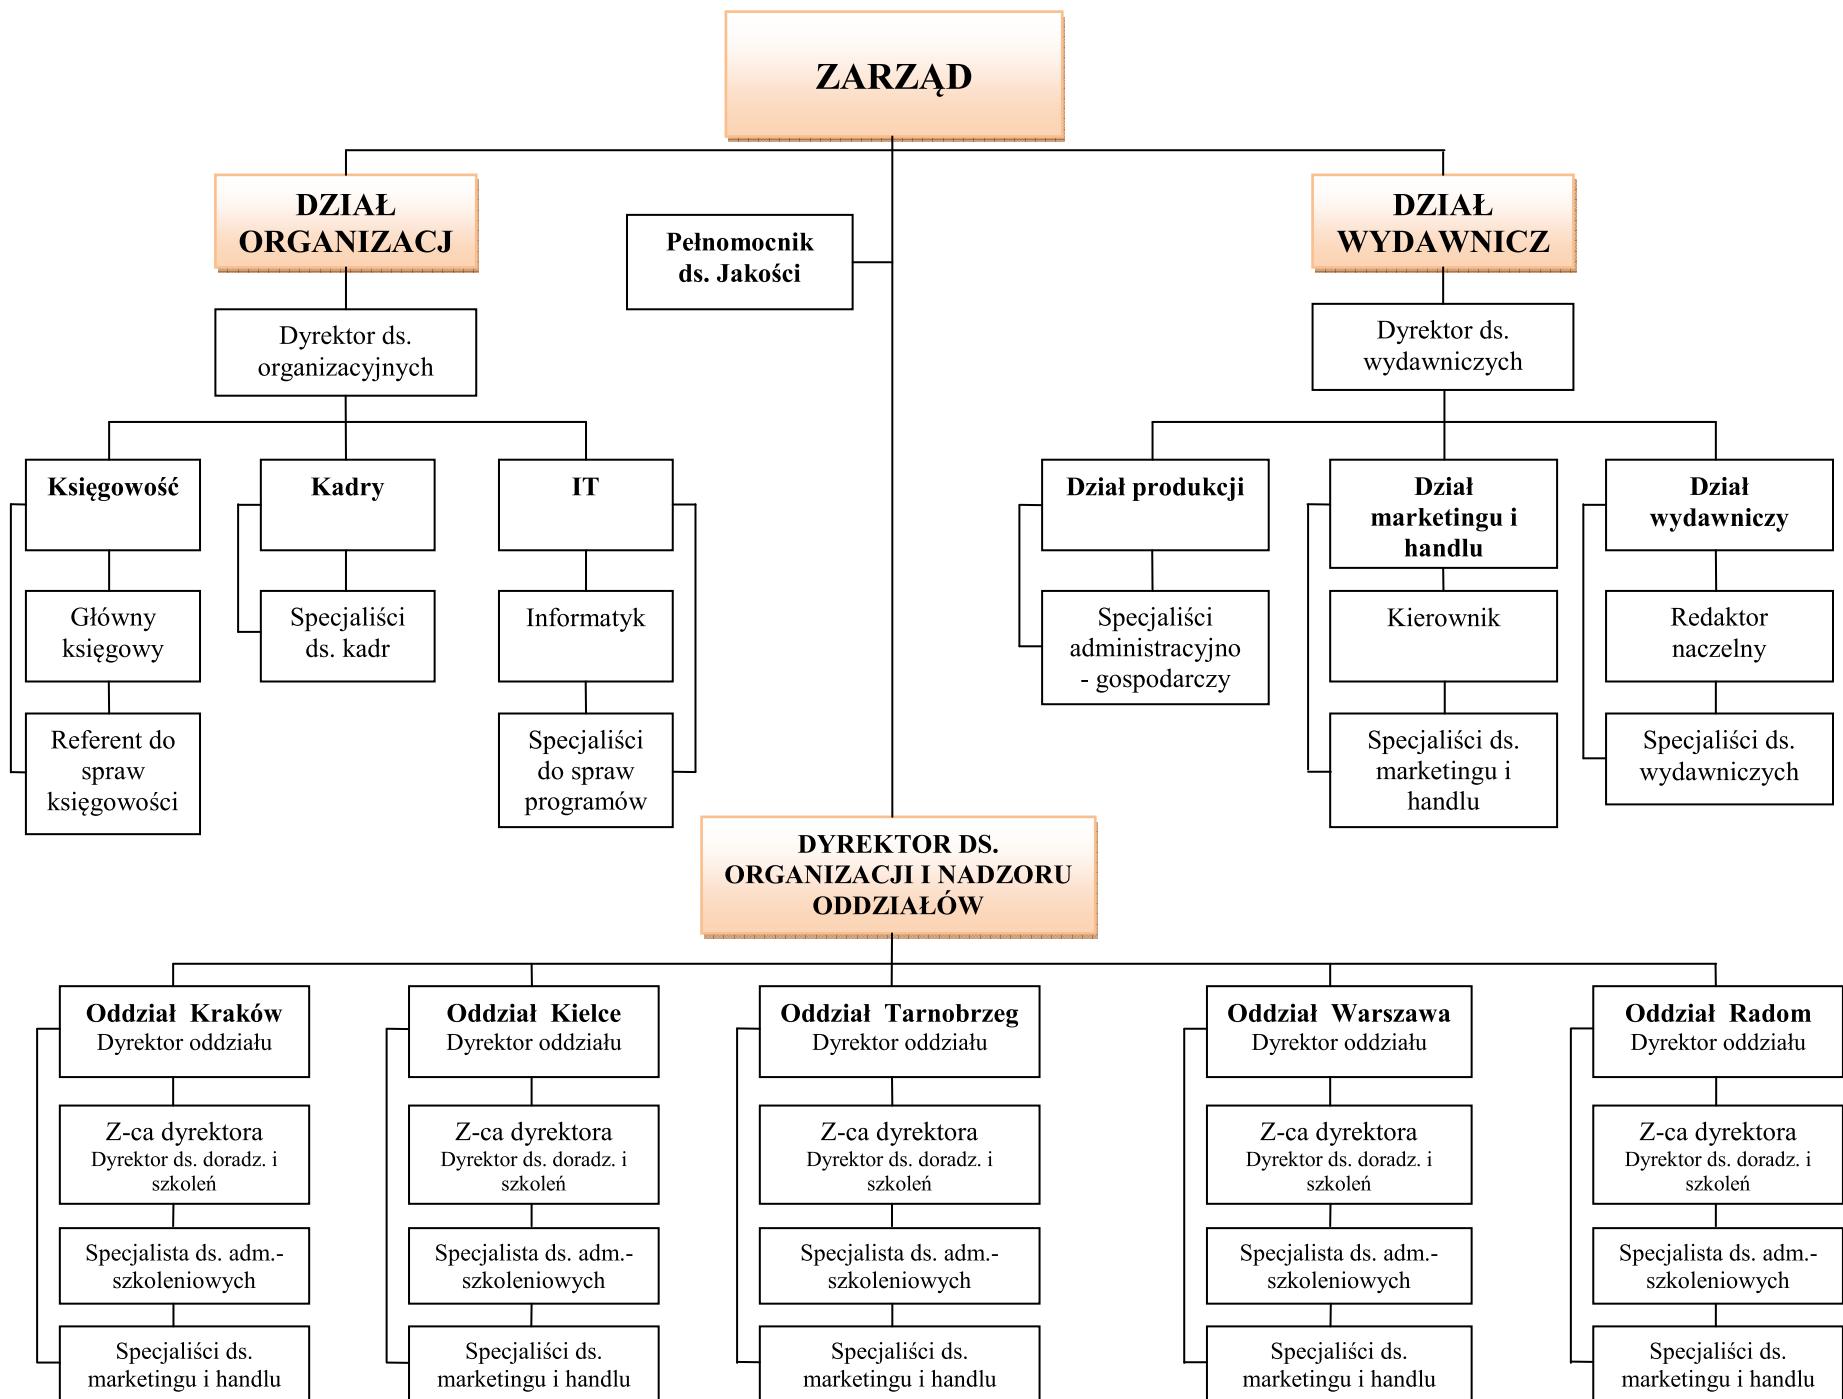 ZARZĄD
DZIAŁ
ORGANIZACJ
Pełnomocnik
ds. Jakości
DZIAŁ
WYDAWNICZ
Dyrektor ds.
organizacyjnych
Dyrektor ds.
wydawniczych
Księgowość
Kadry
IT
Dział produkcji
Dział
marketingu i
handlu
Dział
wydawniczy
Główny
księgowy
Specjaliści
ds. kadr
Informatyk
Specjaliści
administracyjno
- gospodarczy
Kierownik
Redaktor
naczelny
Referent do
spraw
księgowości
Specjaliści
do spraw
programów
Specjaliści ds.
marketingu i
handlu
Specjaliści ds.
wydawniczych
DYREKTOR DS.
ORGANIZACJI I NADZORU
ODDZIAŁÓW
Oddział Kraków
Dyrektor oddziału
Oddział Kielce
Dyrektor oddziału
Oddział Tarnobrzeg
Dyrektor oddziału
Oddział Warszawa
Dyrektor oddziału
Oddział Radom
Dyrektor oddziału
Z-ca dyrektora
Dyrektor ds. doradz. i
szkoleń
Z-ca dyrektora
Dyrektor ds. doradz. i
szkoleń
Z-ca dyrektora
Dyrektor ds. doradz. i
szkoleń
Z-ca dyrektora
Dyrektor ds. doradz. i
szkoleń
Z-ca dyrektora
Dyrektor ds. doradz. i
szkoleń
Specjalista ds. adm.-
szkoleniowych
Specjalista ds. adm.-
szkoleniowych
Specjalista ds. adm.-
szkoleniowych
Specjalista ds. adm.-
szkoleniowych
Specjalista ds. adm.-
szkoleniowych
Specjaliści ds.
marketingu i handlu
Specjaliści ds.
marketingu i handlu
Specjaliści ds.
marketingu i handlu
Specjaliści ds.
marketingu i handlu
Specjaliści ds.
marketingu i handlu